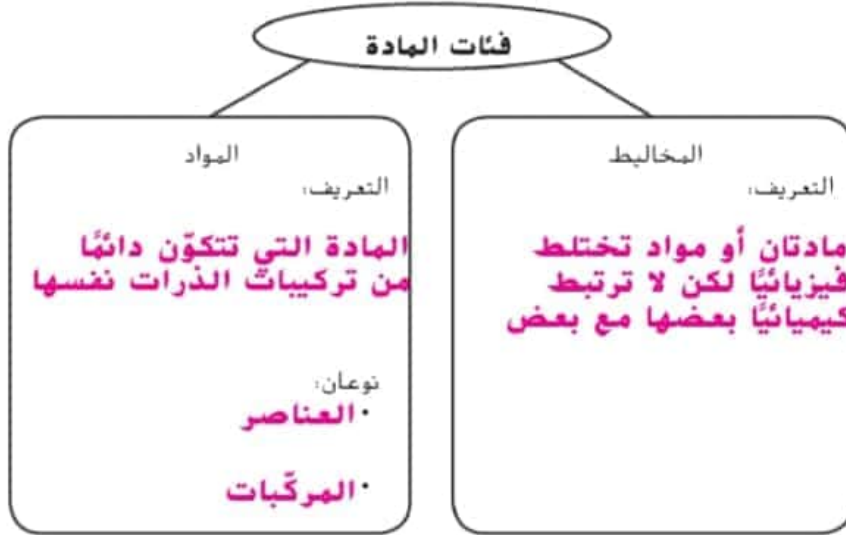 فئات المادة
المخاليط
التعريف:
مادتان أو مواد تختلط
فيزيائيًّا لكن لا ترتبط
كيميائيًّا بعضها مع بعض
المواد
التعريف:
المادة التي تتكوّن دائمًا
من تركيبات الذرات نفسها
نوعان:
• العناصر
• المركّبات